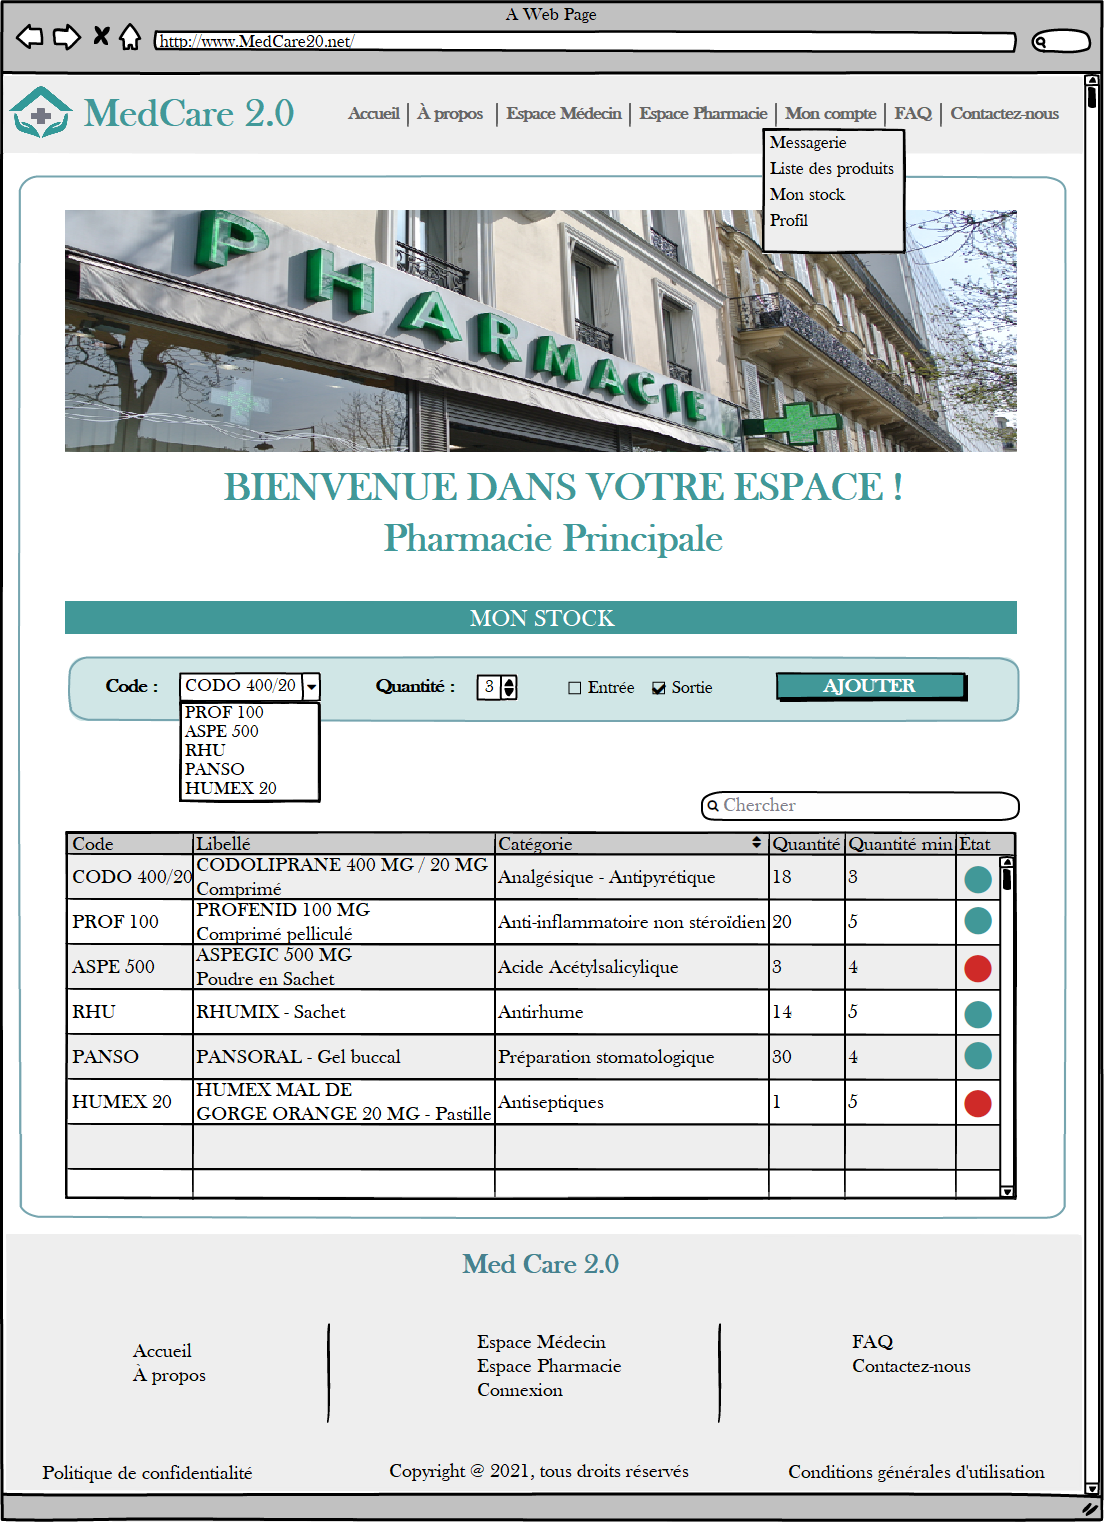 A Web Page
http://www.MedCare20.net/
MedCare 2.0
Accueil
À propos
Espace Médecin
Espace Pharmacie
Mon compte
FAQ
Contactez-nous
Messagerie
Liste des produits
Mon stock
Profil
PHARMACIE
BIENVENUE DANS VOTRE ESPACE !
Pharmacie Principale
MON STOCK
Code : CODO 400/20 Quantité : 3 Entrée Sortie AJOUTER
PROF 100
ASPE 500
RHU
PANSO
HUMEX 20
Chercher
Code Libellé Catégorie Quantité Quantité min Etat
CODO 400/20 CODOLIPRANE 400 MG / 20 MG Comprimé Analgésique - Antipyrétique 18 3
PROF 100 PROFENID 100 MG Comprimé pelliculé Anti-inflammatoire non stéroïdien 20 5
ASPE 500 ASPEGIC 500 MG Poudre en Sachet Acide Acétylsalicylique 3 4
RHU RHUMIX - Sachet Antirhume 14 5
PANSO PANSORAL - Gel buccal Préparation stomatologique 30 4
HUMEX 20 HUMEX MAL DE GORGE ORANGE 20 MG - Pastille Antiseptiques 1 5
Med Care 2.0
Accueil
À propos
Espace Médecin
Espace Pharmacie
Connexion
FAQ
Contactez-nous
Politique de confidentialité
Copyright @ 2021, tous droits réservés
Conditions générales d'utilisation